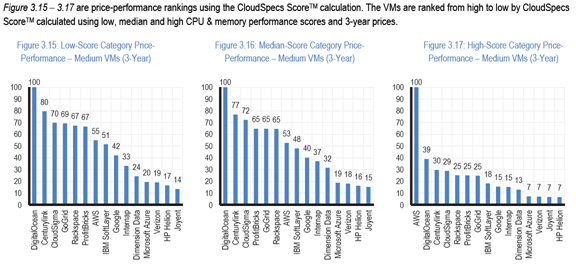 Figure 3.15 – 3.17 are price-performance rankings using the CloudSpecs Score™ calculation. The VMs are ranked from high to low by CloudSpecs
Score™ calculated using low, median and high CPU & memory performance scores and 3-year prices.
Figure 3.15: Low-Score Category Price-
Performance – Medium VMs (3-Year)
100
90
80
70
60
50
40
30
20
10
0
100
80
70
69
67
67
55
51
42
33
24
20
19
17
14
DigitalOcean
Centurylink
CloudSigma
GoGrid
Rackspace
ProfitBricks
AWS
IBM SoftLayer
Google
Internap
Dimension Data
Microsoft Azure
Verizon
HP Helion
Joyent
Figure 3.16: Median-Score Category Price-
Performance – Medium VMs (3-Year)
100
90
80
70
60
50
40
30
20
10
0
100
77
72
65
65
65
53
48
40
37
32
19
18
16
15
DigitalOcean
Centurylink
CloudSigma
ProfitBricks
GoGrid
Rackspace
AWS
IBM SoftLayer
Google
Internap
Dimension Data
Microsoft Azure
Verizon
HP Helion
Joyent
Figure 3.17: High-Score Category Price-
Performance – Medium VMs (3-Year)
100
90
80
70
60
50
40
30
20
10
0
100
39
30
29
25
25
25
18
15
15
13
7
7
7
7
AWS
DigitalOcean
Centurylink
CloudSigma
Rackspace
ProfitBricks
GoGrid
IBM SoftLayer
Google
Internap
Dimension Data
Microsoft Azure
Verizon
Joyent
HP Helion